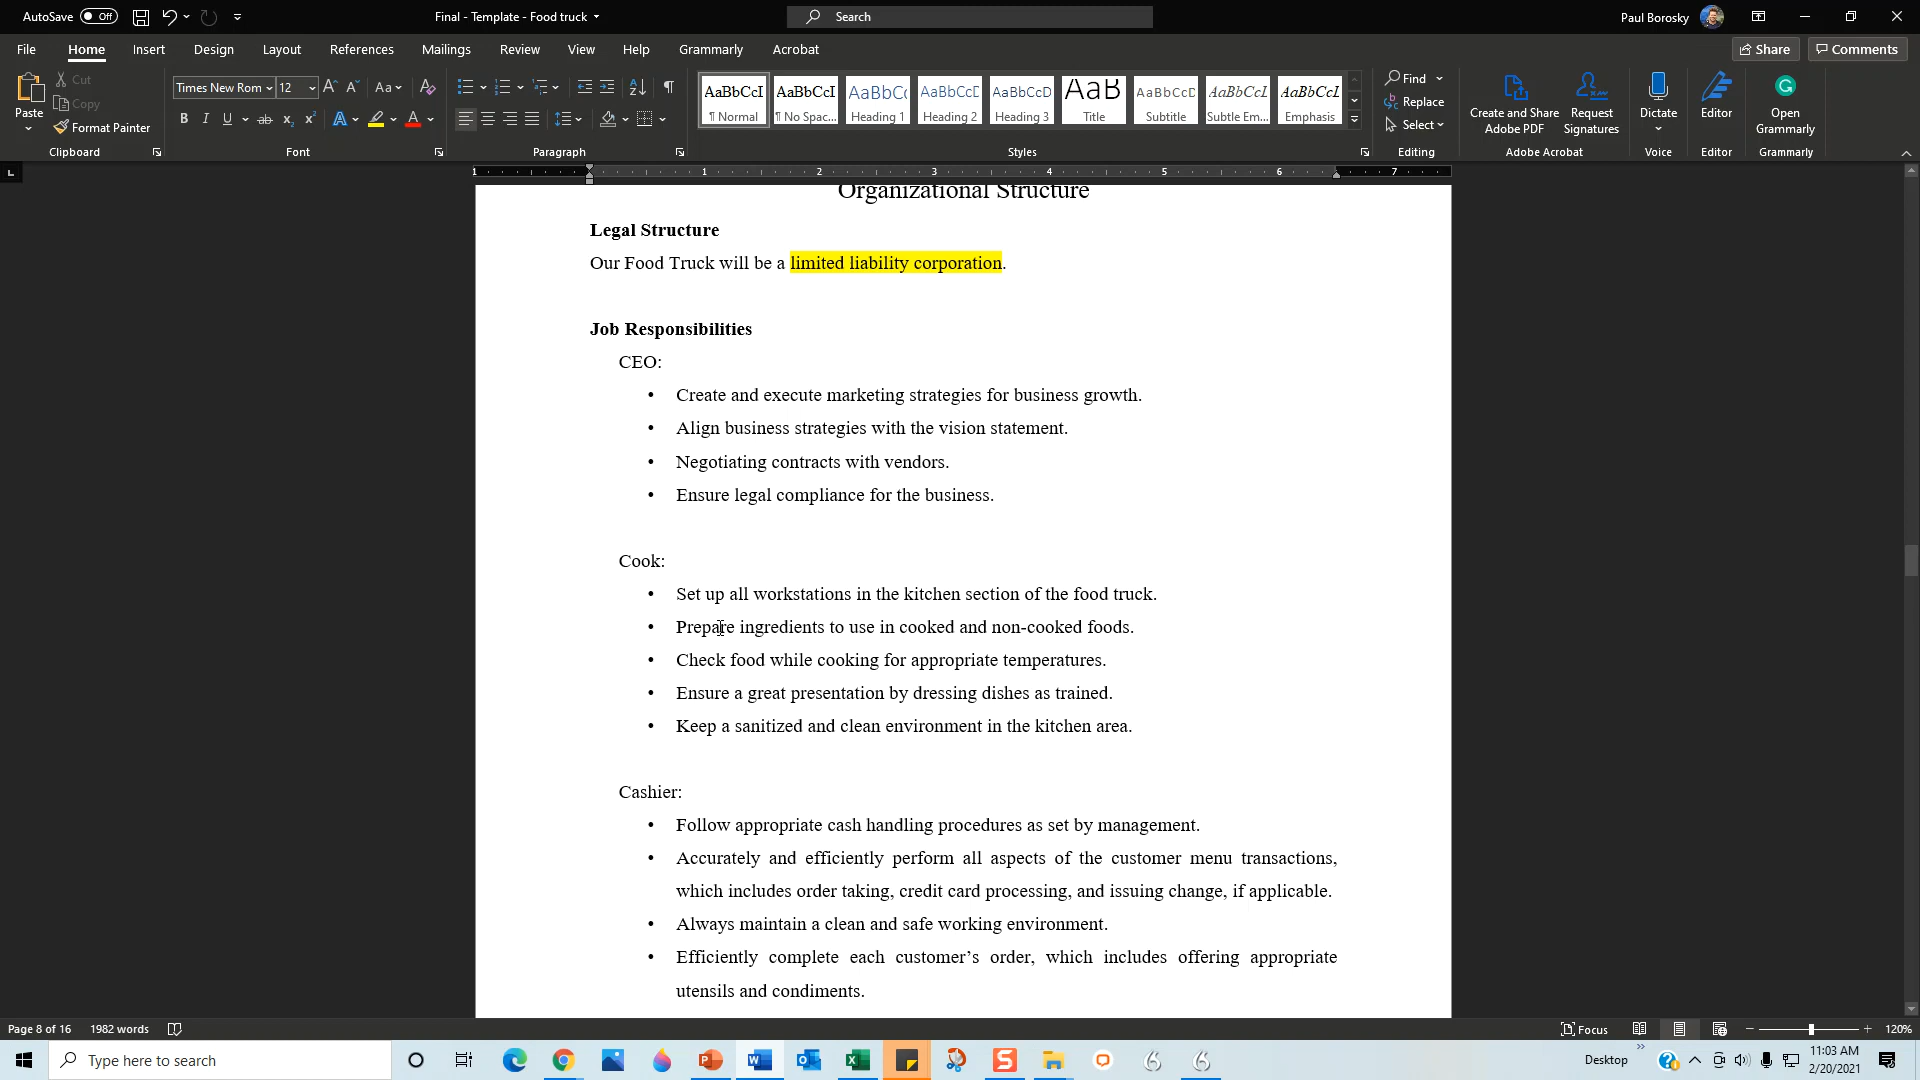 AutoSave Off
Final - Template - Food truck
Search
Paul Borosky
File Home Insert Design Layout References Mailings Review View Help Grammarly Acrobat
Share Comments
Paste
Cut
Copy
Format Painter
Clipboard
Times New Rom 12
Font
Paragraph
AaBbCcI AaBbCcI AaBbC( AaBbCcC AaBbCcD AaB AaBbCcC AaBbCcL AaBbCcL
¶ Normal ¶ No Spac... Heading 1 Heading 2 Heading 3 Title Subtitle Subtle Em... Emphasis
Styles
Find
Replace
Select
Editing
Create and Share Adobe PDF
Request Signatures
Adobe Acrobat
Dictate
Voice
Editor
Editor
Open Grammarly
Grammarly
1 1 2 3 4 5 6 7
Organizational Structure
Legal Structure
Our Food Truck will be a limited liability corporation.
Job Responsibilities
CEO:
• Create and execute marketing strategies for business growth.
• Align business strategies with the vision statement.
• Negotiating contracts with vendors.
• Ensure legal compliance for the business.
Cook:
• Set up all workstations in the kitchen section of the food truck.
• Prepare ingredients to use in cooked and non-cooked foods.
• Check food while cooking for appropriate temperatures.
• Ensure a great presentation by dressing dishes as trained.
• Keep a sanitized and clean environment in the kitchen area.
Cashier:
• Follow appropriate cash handling procedures as set by management.
• Accurately and efficiently perform all aspects of the customer menu transactions,
which includes order taking, credit card processing, and issuing change, if applicable.
• Always maintain a clean and safe working environment.
• Efficiently complete each customer’s order, which includes offering appropriate
utensils and condiments.
Page 8 of 16 1982 words
Focus
120%
Type here to search
Desktop
11:03 AM
2/20/2021